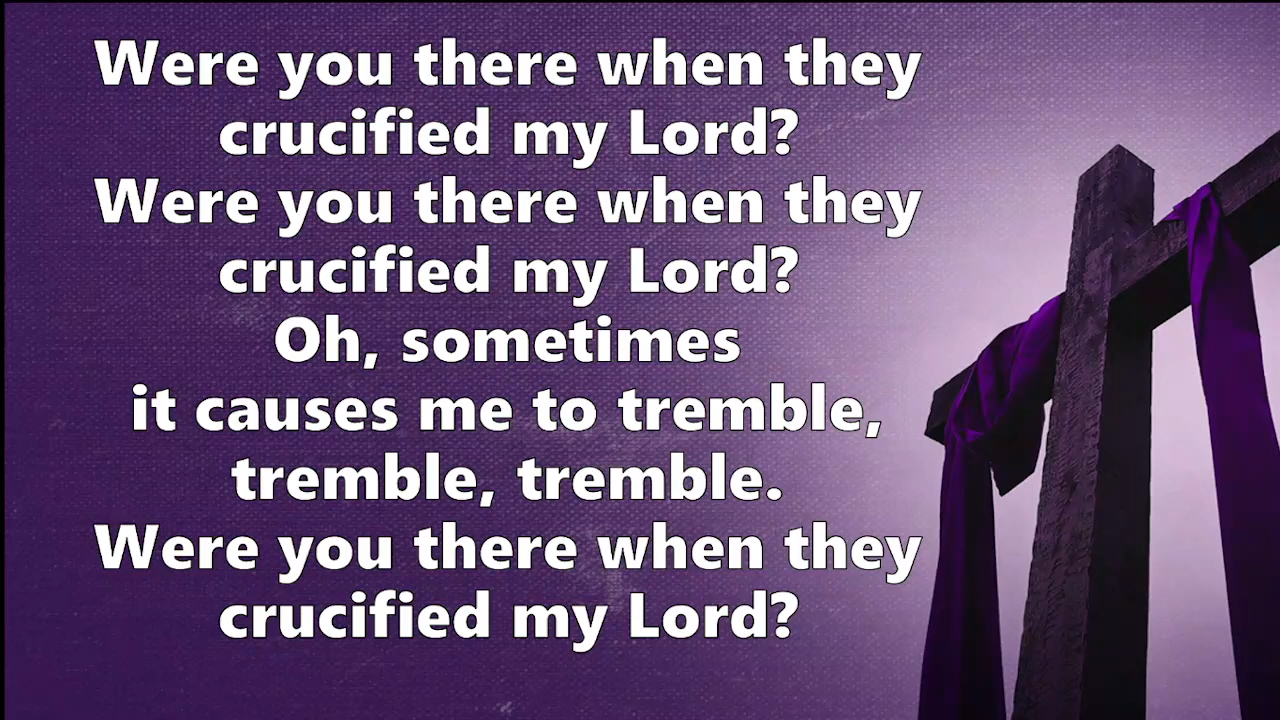 Were you there when they
crucified my Lord?
Were you there when they
crucified my Lord?
Oh, sometimes
it causes me to tremble,
tremble, tremble.
Were you there when they
crucified my Lord?